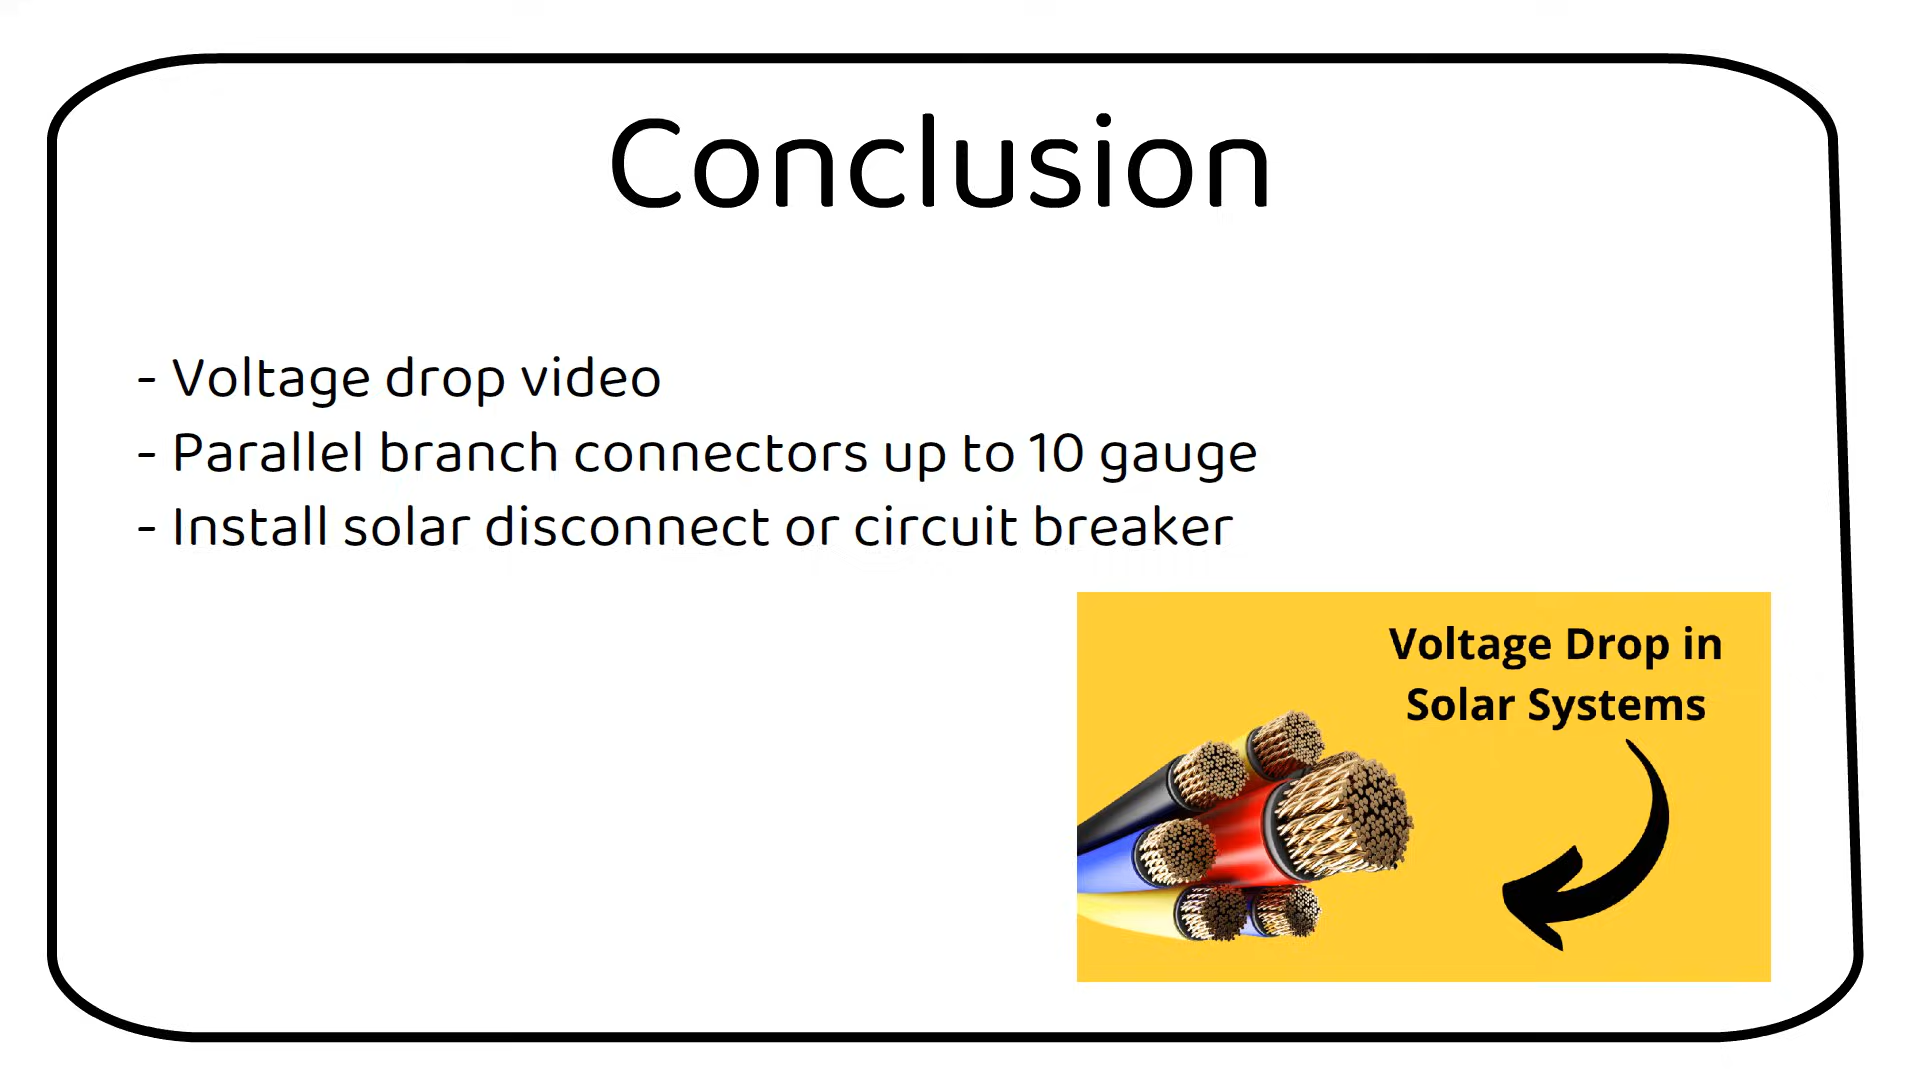 Conclusion
- Voltage drop video
- Parallel branch connectors up to 10 gauge
- Install solar disconnect or circuit breaker
Voltage Drop in
Solar Systems